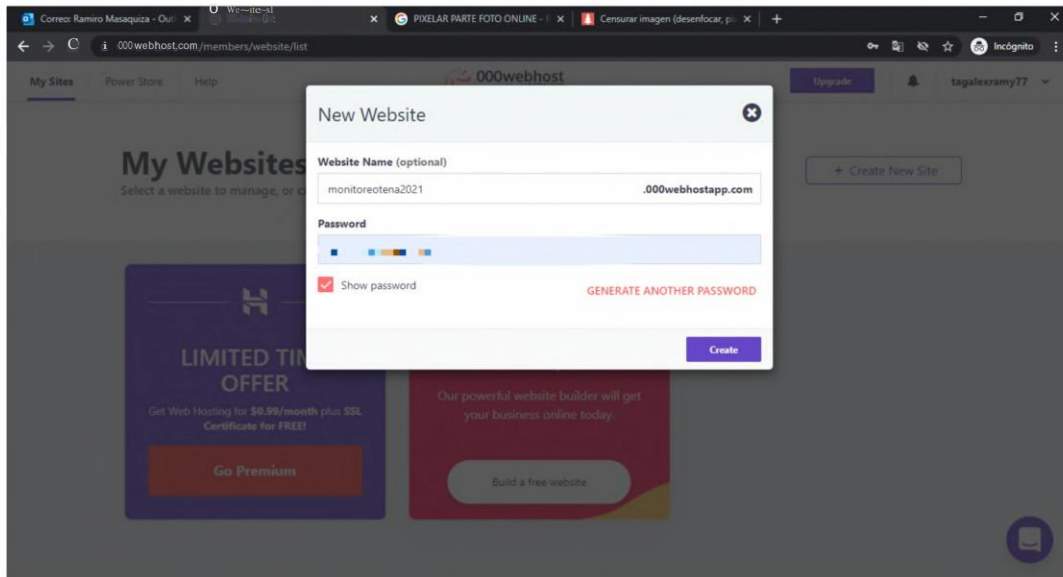 Correo: Ramiro Masaquiza - Out
PIXELAR PARTE FOTO ONLINE -
Censurar imagen (desenfocar, pi
000webhost.com/members/website/list
Incógnito
My Sites
Power Store
Help
000webhost
Upgrade
tagalexramy77
New Website
My Websites
Select a website to manage, or c
+ Create New Site
Website Name (optional)
monitoreotena2021
.000webhostapp.com
Password
Show password
GENERATE ANOTHER PASSWORD
Create
LIMITED TIM
OFFER
Get Web Hosting for $0.99/month plus SSL
Certificate for FREE!
Go Premium
Our powerful website builder will get
your business online today.
Build a free website